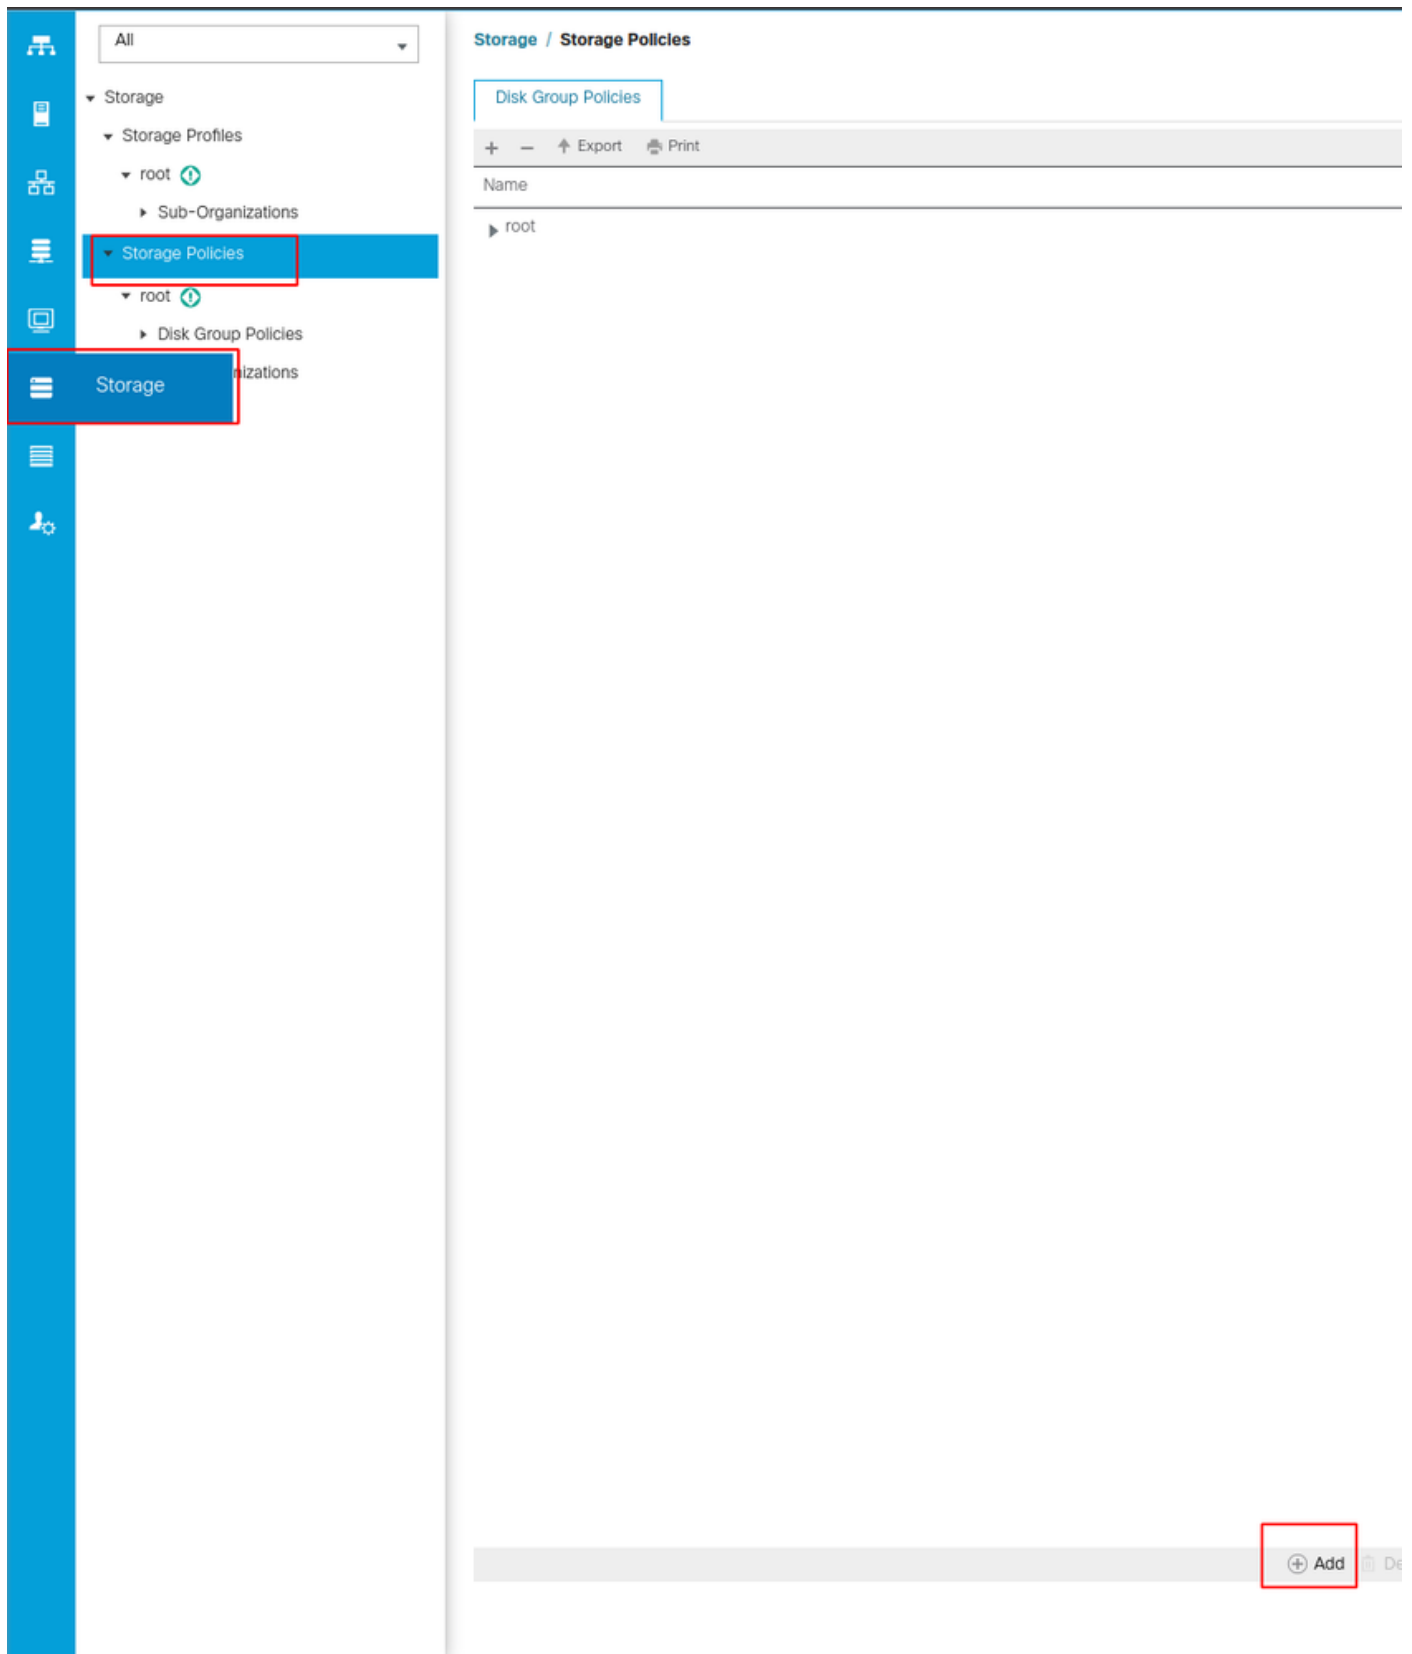 All
Storage
Storage Profiles
root
Sub-Organizations
Storage Policies
root
Disk Group Policies
Storage
Storage / Storage Policies
Disk Group Policies
+ − Export Print
Name
root
Add